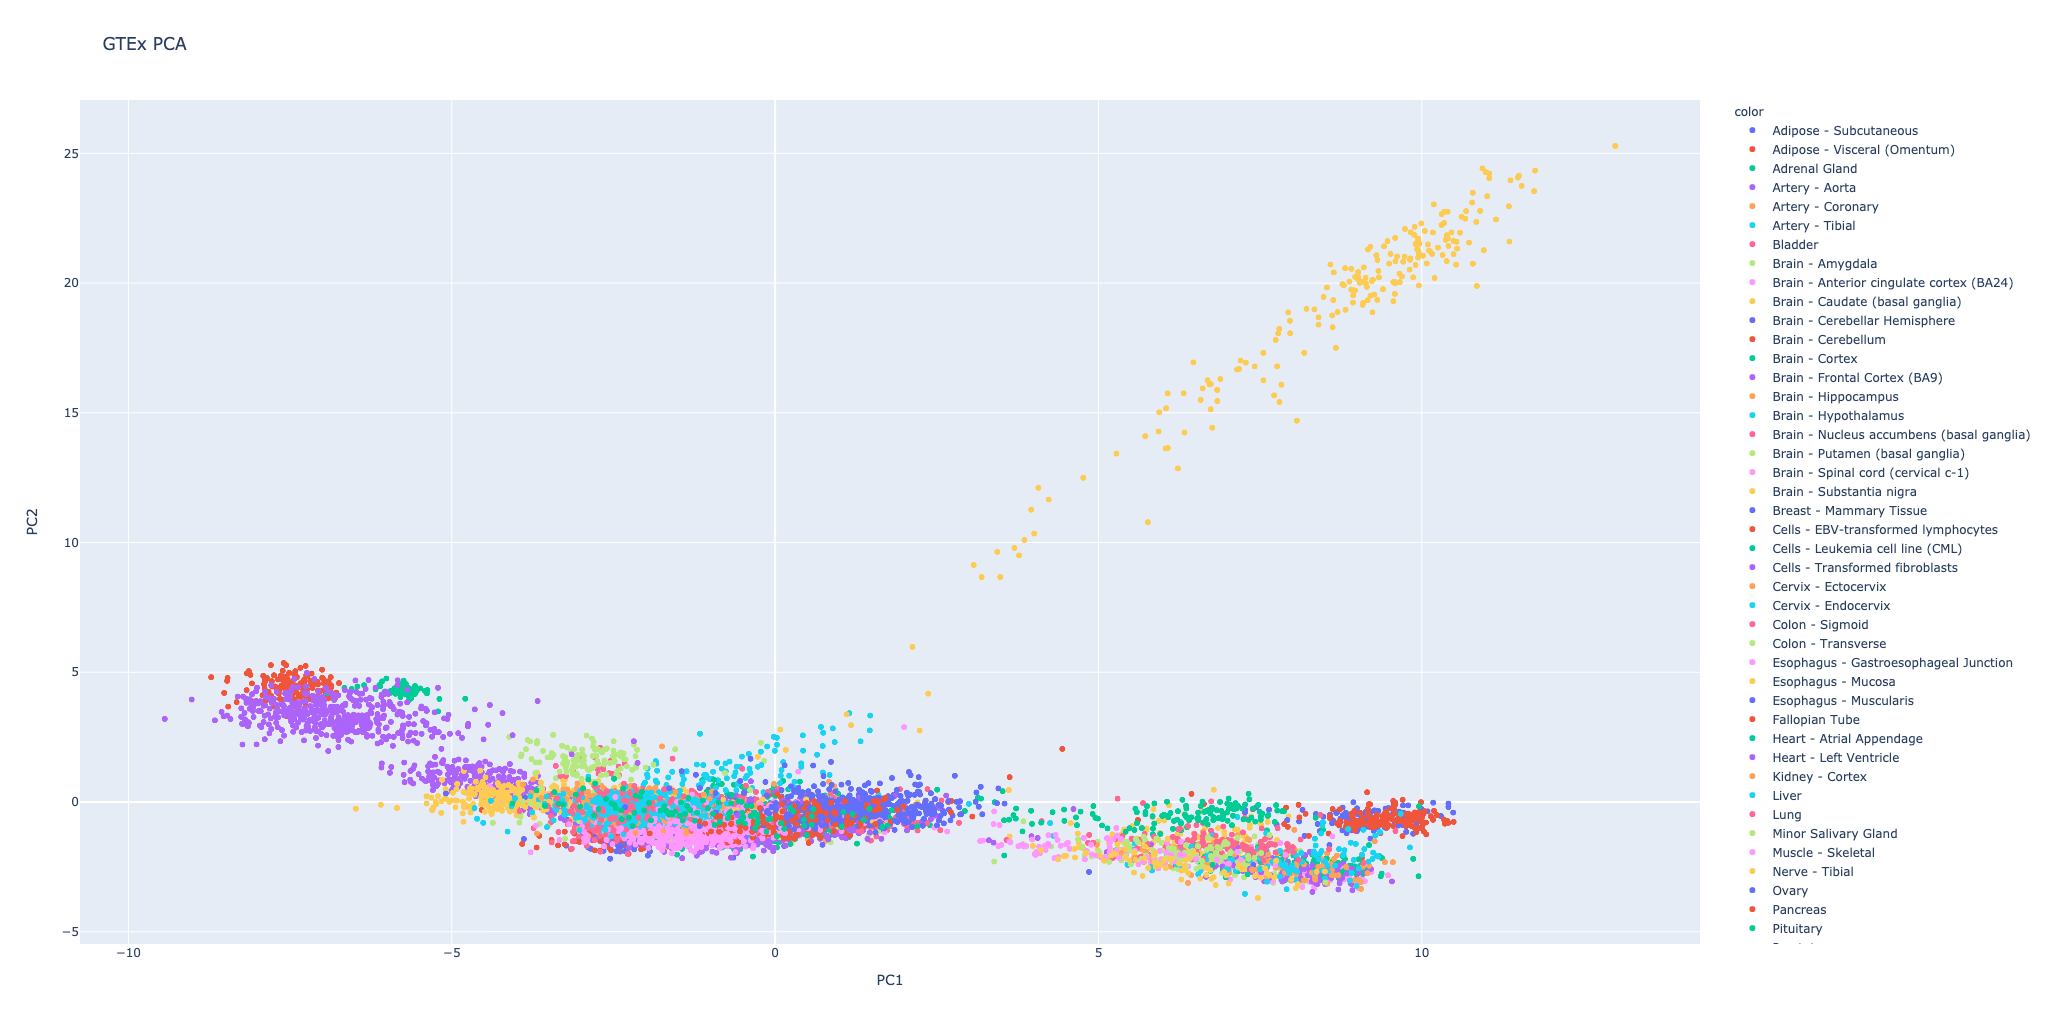 GTEx PCA
color
Adipose - Subcutaneous
Adipose - Visceral (Omentum)
Adrenal Gland
Artery - Aorta
Artery - Coronary
Artery - Tibial
Bladder
Brain - Amygdala
Brain - Anterior cingulate cortex (BA24)
Brain - Caudate (basal ganglia)
Brain - Cerebellar Hemisphere
Brain - Cerebellum
Brain - Cortex
Brain - Frontal Cortex (BA9)
Brain - Hippocampus
Brain - Hypothalamus
Brain - Nucleus accumbens (basal ganglia)
Brain - Putamen (basal ganglia)
Brain - Spinal cord (cervical c-1)
Brain - Substantia nigra
Breast - Mammary Tissue
Cells - EBV-transformed lymphocytes
Cells - Leukemia cell line (CML)
Cells - Transformed fibroblasts
Cervix - Ectocervix
Cervix - Endocervix
Colon - Sigmoid
Colon - Transverse
Esophagus - Gastroesophageal Junction
Esophagus - Mucosa
Esophagus - Muscularis
Fallopian Tube
Heart - Atrial Appendage
Heart - Left Ventricle
Kidney - Cortex
Liver
Lung
Minor Salivary Gland
Muscle - Skeletal
Nerve - Tibial
Ovary
Pancreas
Pituitary
25
20
15
10
5
0
−5
PC2
−10
−5
0
5
10
PC1